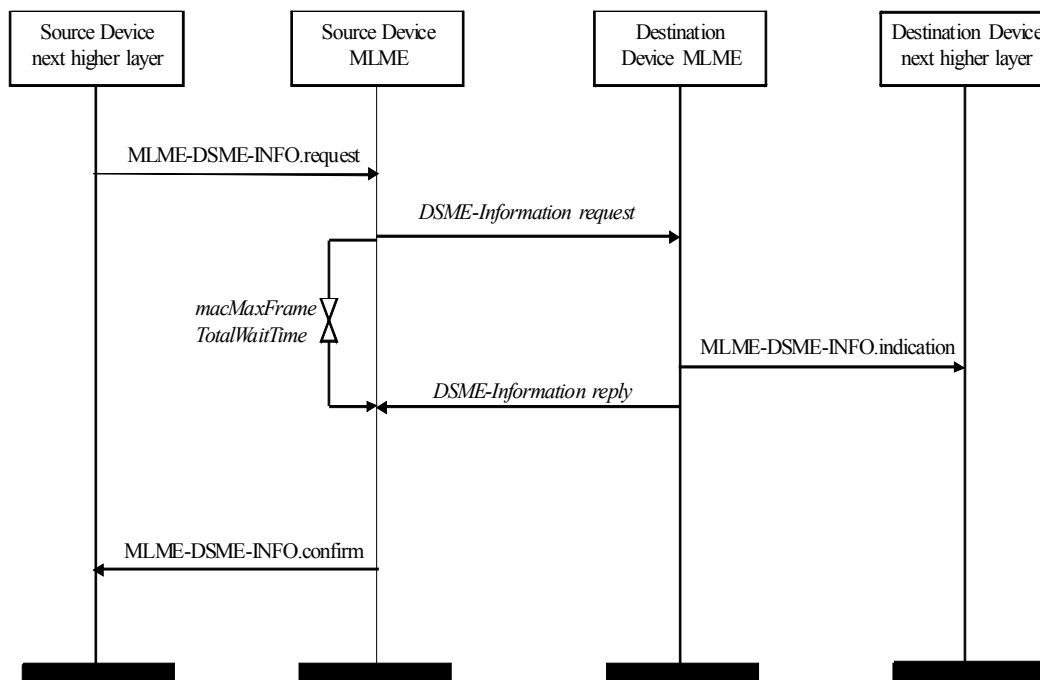 Source Device
next higher layer
Source Device
MLME
Destination
Device MLME
Destination Device
next higher layer
MLME-DSME-INFO.request
DSME-Information request
macMaxFrame
TotalWaitTime
MLME-DSME-INFO.indication
DSME-Information reply
MLME-DSME-INFO.confirm